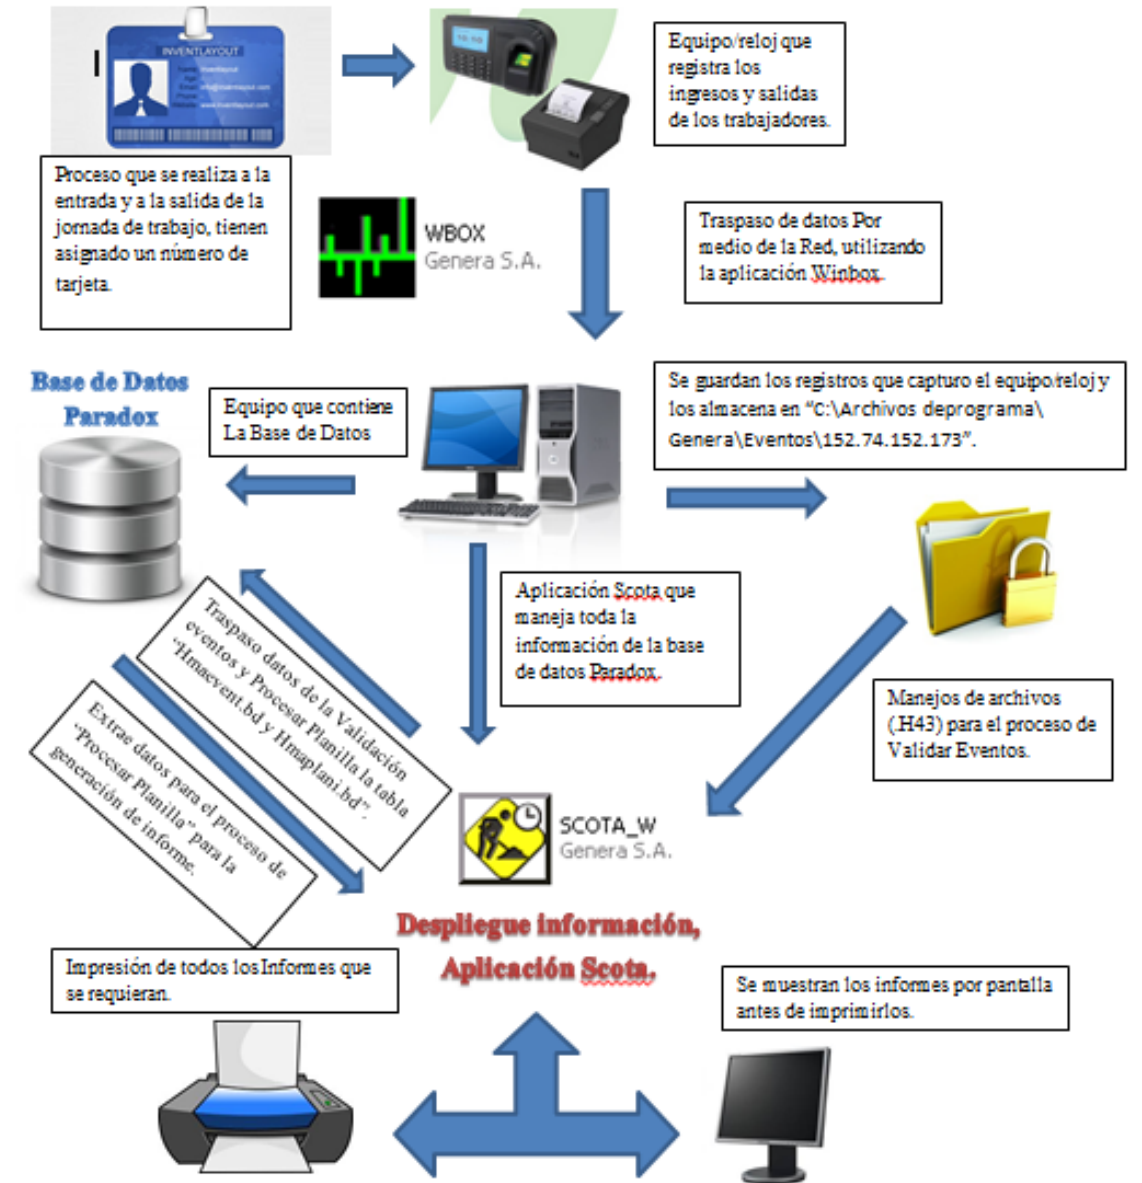 INVENTLAYOUT
Equipo/reloj que
registra los
ingresos y salidas
de los trabajadores.
Proceso que se realiza a la
entrada y a la salida de la
jornada de trabajo, tienen
asignado un número de
tarjeta.
WBOX
Genera S.A.
Traspaso de datos Por
medio de la Red, utilizando
la aplicación Winbox.
Base de Datos
Paradox
Equipo que contiene
La Base de Datos
Se guardan los registros que capturo el equipo/reloj y
los almacena en "C:\Archivos deprograma\
Genera\Eventos\152.74.152.173".
Aplicación Scota que
maneja toda la
información de la base
de datos Paradox.
Traspaso datos de la Validación
eventos y Procesar Planilla la tabla
"Hmaevent.bd y Hmaplani.bd".
Extrae datos para el proceso de
"Procesar Planilla" para la
generación de informe.
Manejos de archivos
(.H43) para el proceso de
Validar Eventos.
SCOTA_W
Genera S.A.
Despliegue información,
Aplicación Scota.
Impresión de todos los Informes que
se requieran.
Se muestran los informes por pantalla
antes de imprimirlos.